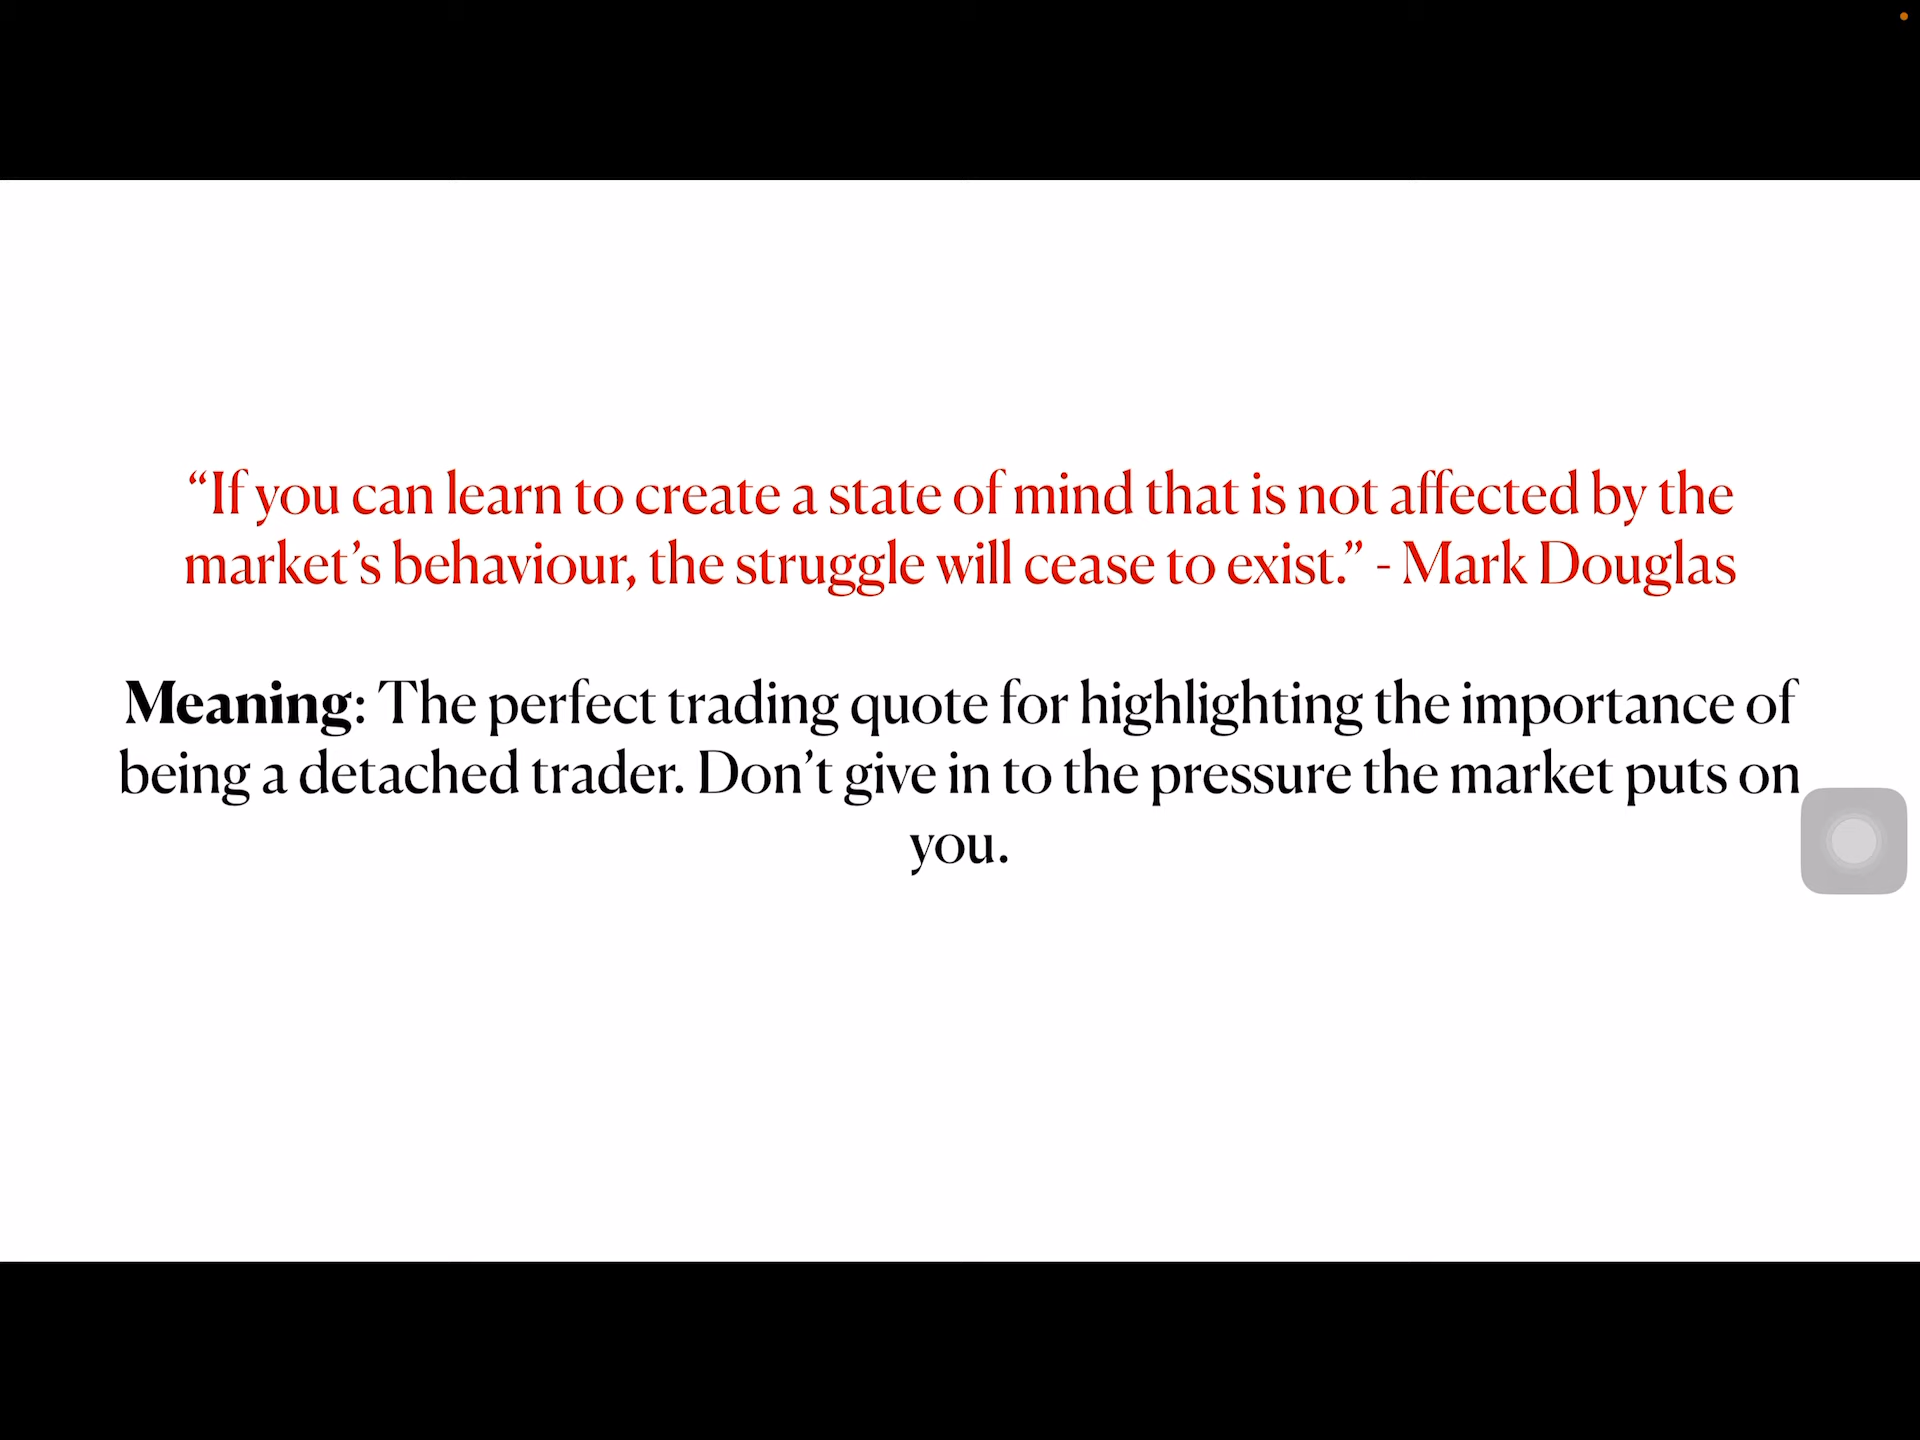 “If you can learn to create a state of mind that is not affected by the
market’s behaviour, the struggle will cease to exist.” - Mark Douglas
Meaning: The perfect trading quote for highlighting the importance of
being a detached trader. Don’t give in to the pressure the market puts on
you.